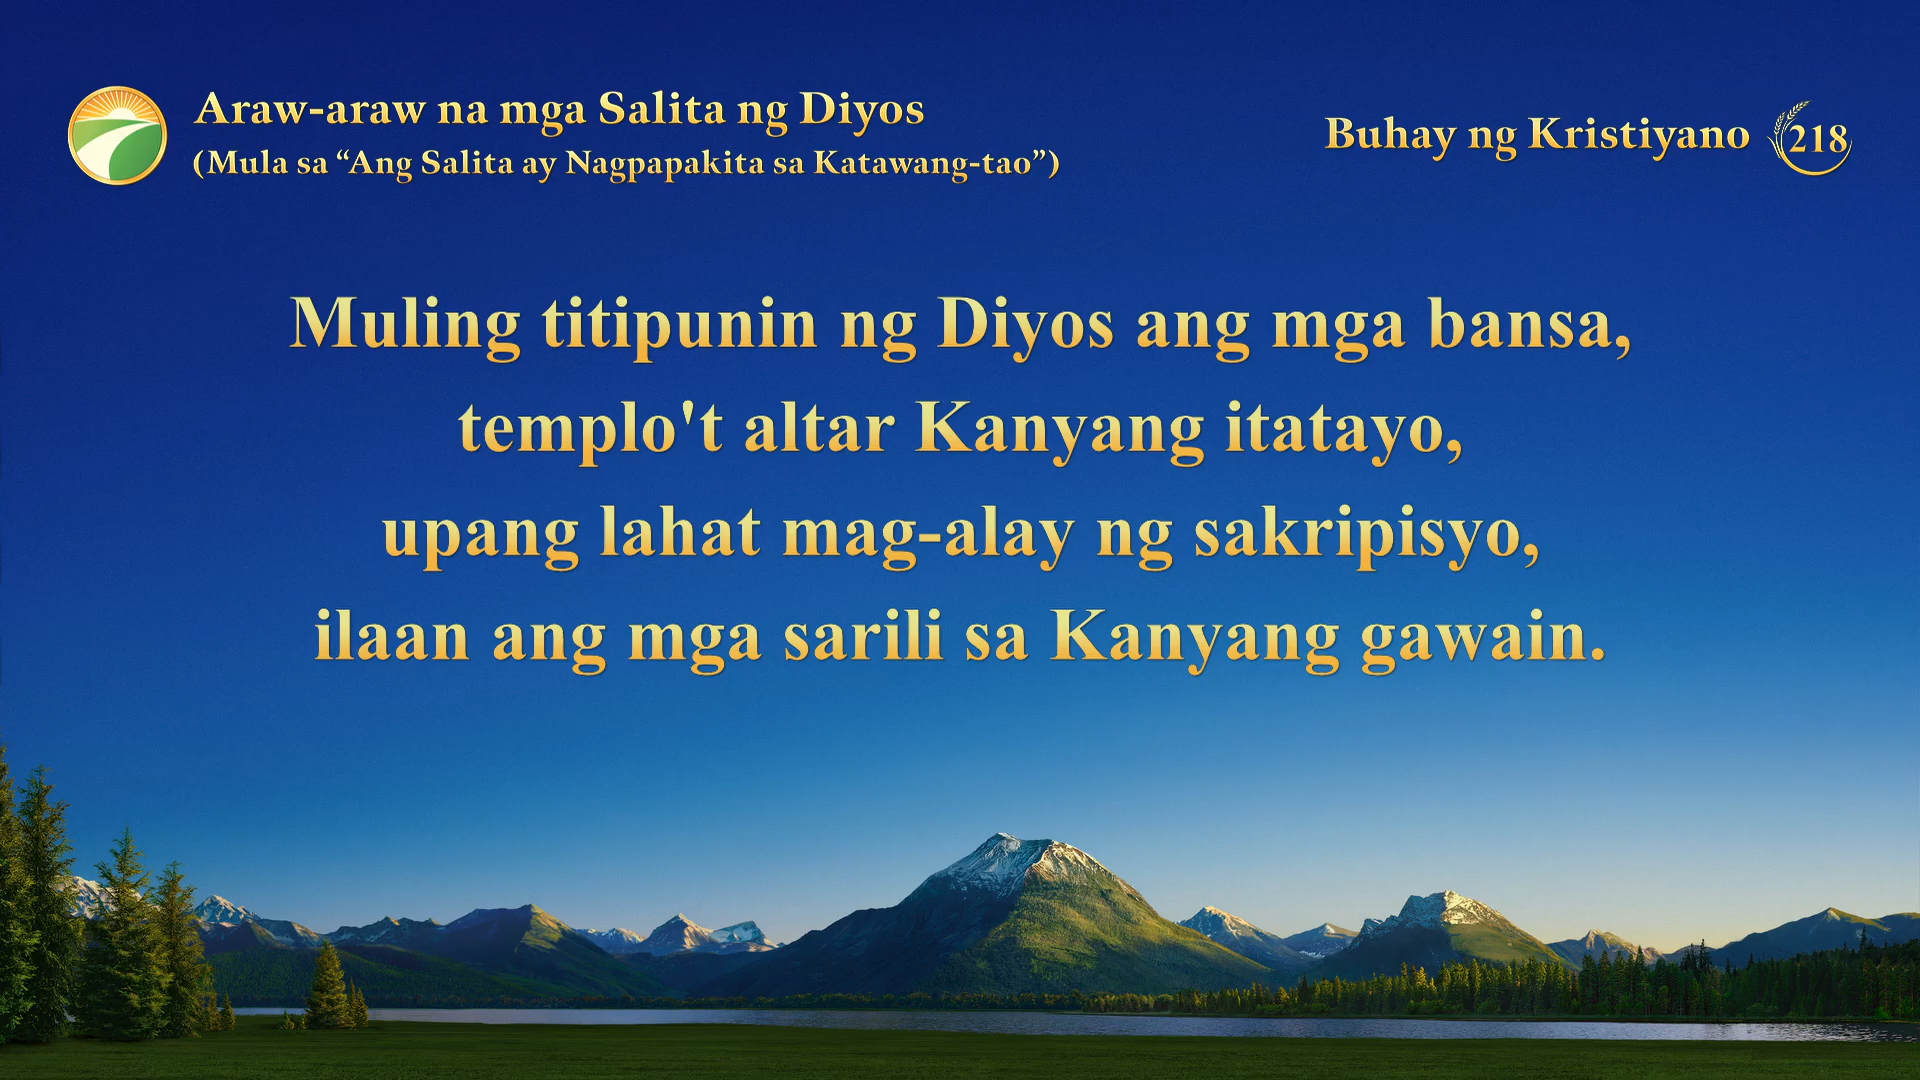 Araw-araw na mga Salita ng Diyos
(Mula sa “Ang Salita ay Nagpapakita sa Katawang-tao”)
Buhay ng Kristiyano 218
Muling titipunin ng Diyos ang mga bansa,
templo't altar Kanyang itatayo,
upang lahat mag-alay ng sakripisyo,
ilaan ang mga sarili sa Kanyang gawain.